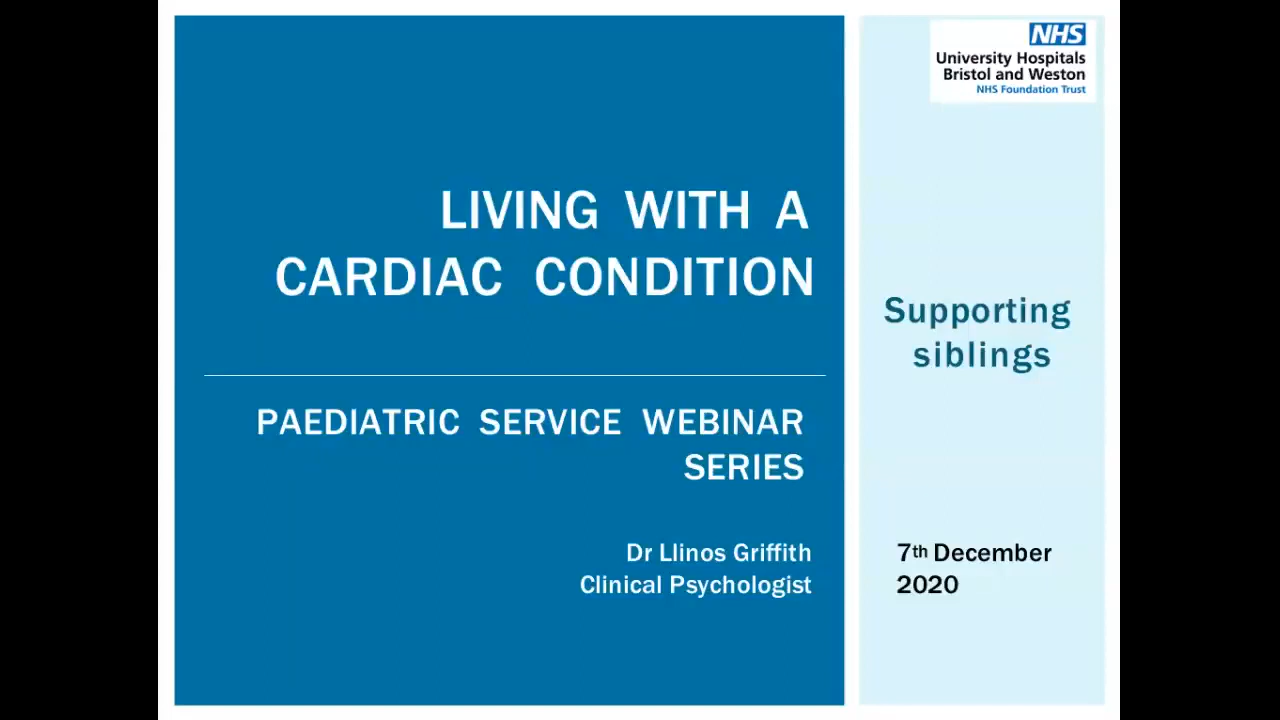 NHS
University Hospitals
Bristol and Weston
NHS Foundation Trust
LIVING WITH A
CARDIAC CONDITION
Supporting
siblings
PAEDIATRIC SERVICE WEBINAR
SERIES
Dr Llinos Griffith
Clinical Psychologist
7th December
2020